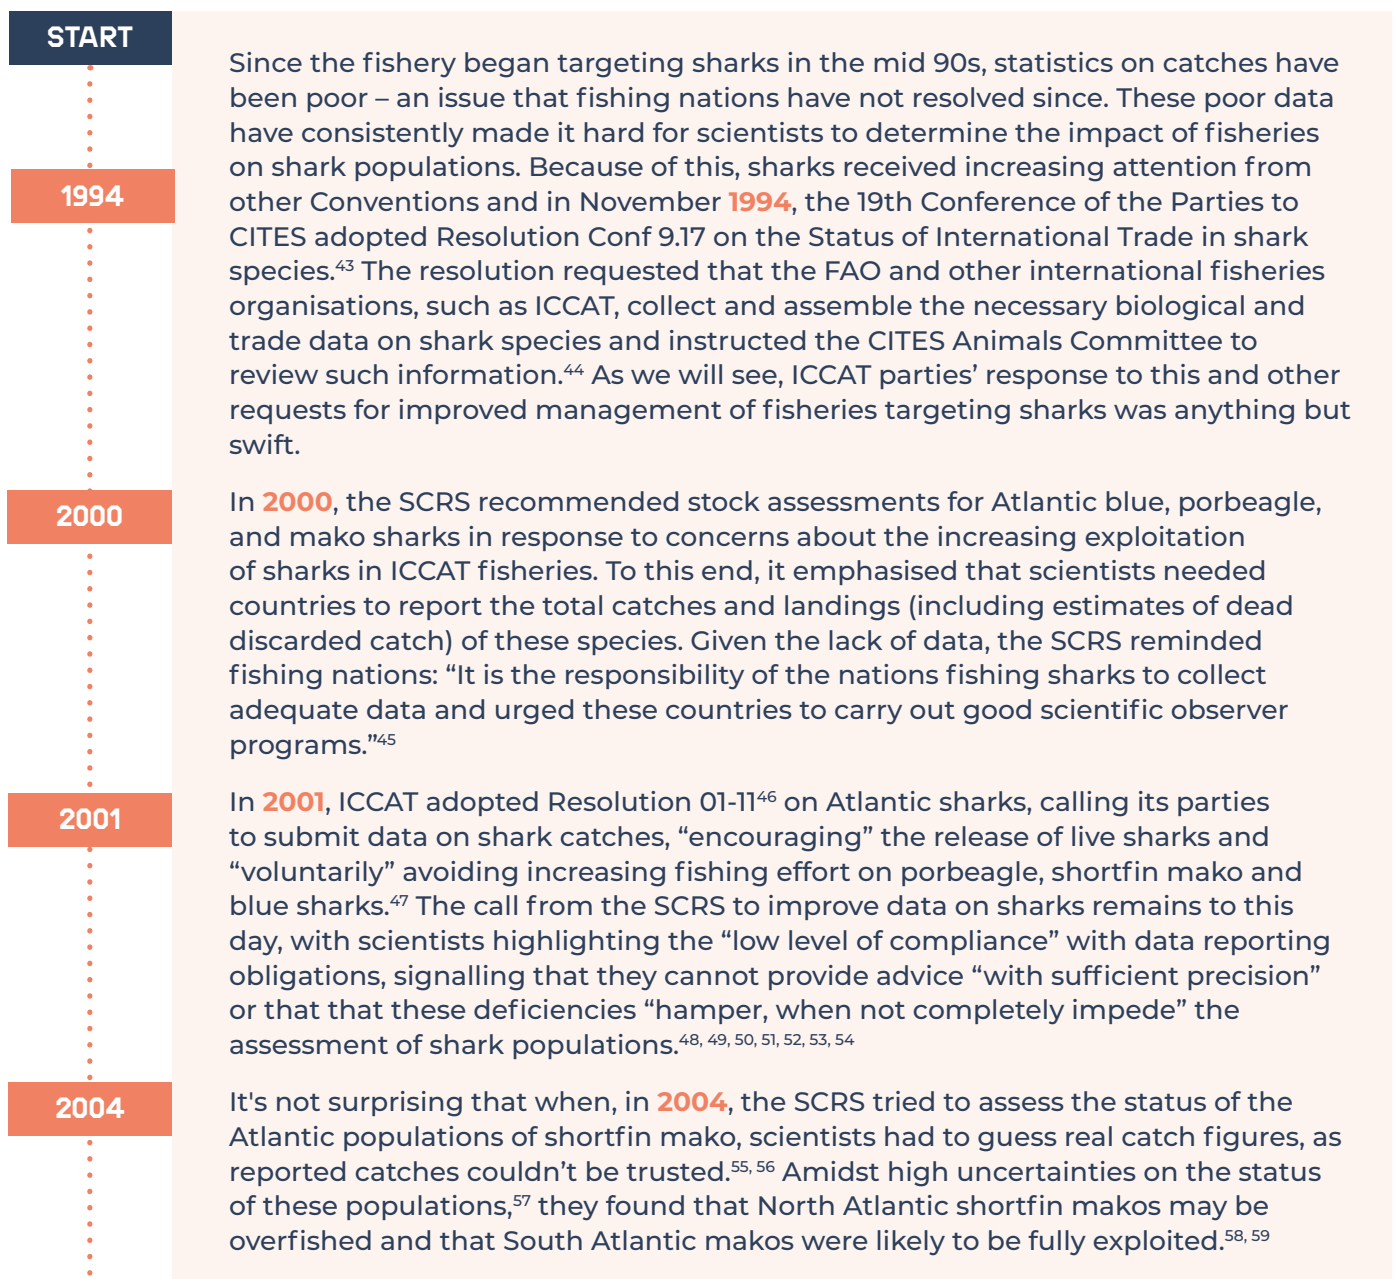 START
Since the fishery began targeting sharks in the mid 90s, statistics on catches have
been poor – an issue that fishing nations have not resolved since. These poor data
have consistently made it hard for scientists to determine the impact of fisheries
on shark populations. Because of this, sharks received increasing attention from
1994
other Conventions and in November 1994, the 19th Conference of the Parties to
CITES adopted Resolution Conf 9.17 on the Status of International Trade in shark
species.43 The resolution requested that the FAO and other international fisheries
organisations, such as ICCAT, collect and assemble the necessary biological and
trade data on shark species and instructed the CITES Animals Committee to
review such information.44 As we will see, ICCAT parties’ response to this and other
requests for improved management of fisheries targeting sharks was anything but
swift.
2000
In 2000, the SCRS recommended stock assessments for Atlantic blue, porbeagle,
and mako sharks in response to concerns about the increasing exploitation
of sharks in ICCAT fisheries. To this end, it emphasised that scientists needed
countries to report the total catches and landings (including estimates of dead
discarded catch) of these species. Given the lack of data, the SCRS reminded
fishing nations: “It is the responsibility of the nations fishing sharks to collect
adequate data and urged these countries to carry out good scientific observer
programs.”45
2001
In 2001, ICCAT adopted Resolution 01-1146 on Atlantic sharks, calling its parties
to submit data on shark catches, “encouraging” the release of live sharks and
“voluntarily” avoiding increasing fishing effort on porbeagle, shortfin mako and
blue sharks.47 The call from the SCRS to improve data on sharks remains to this
day, with scientists highlighting the “low level of compliance” with data reporting
obligations, signalling that they cannot provide advice “with sufficient precision”
or that that these deficiencies “hamper, when not completely impede” the
assessment of shark populations.48, 49, 50, 51, 52, 53, 54
2004
It's not surprising that when, in 2004, the SCRS tried to assess the status of the
Atlantic populations of shortfin mako, scientists had to guess real catch figures, as
reported catches couldn’t be trusted.55, 56 Amidst high uncertainties on the status
of these populations,57 they found that North Atlantic shortfin makos may be
overfished and that South Atlantic makos were likely to be fully exploited.58, 59